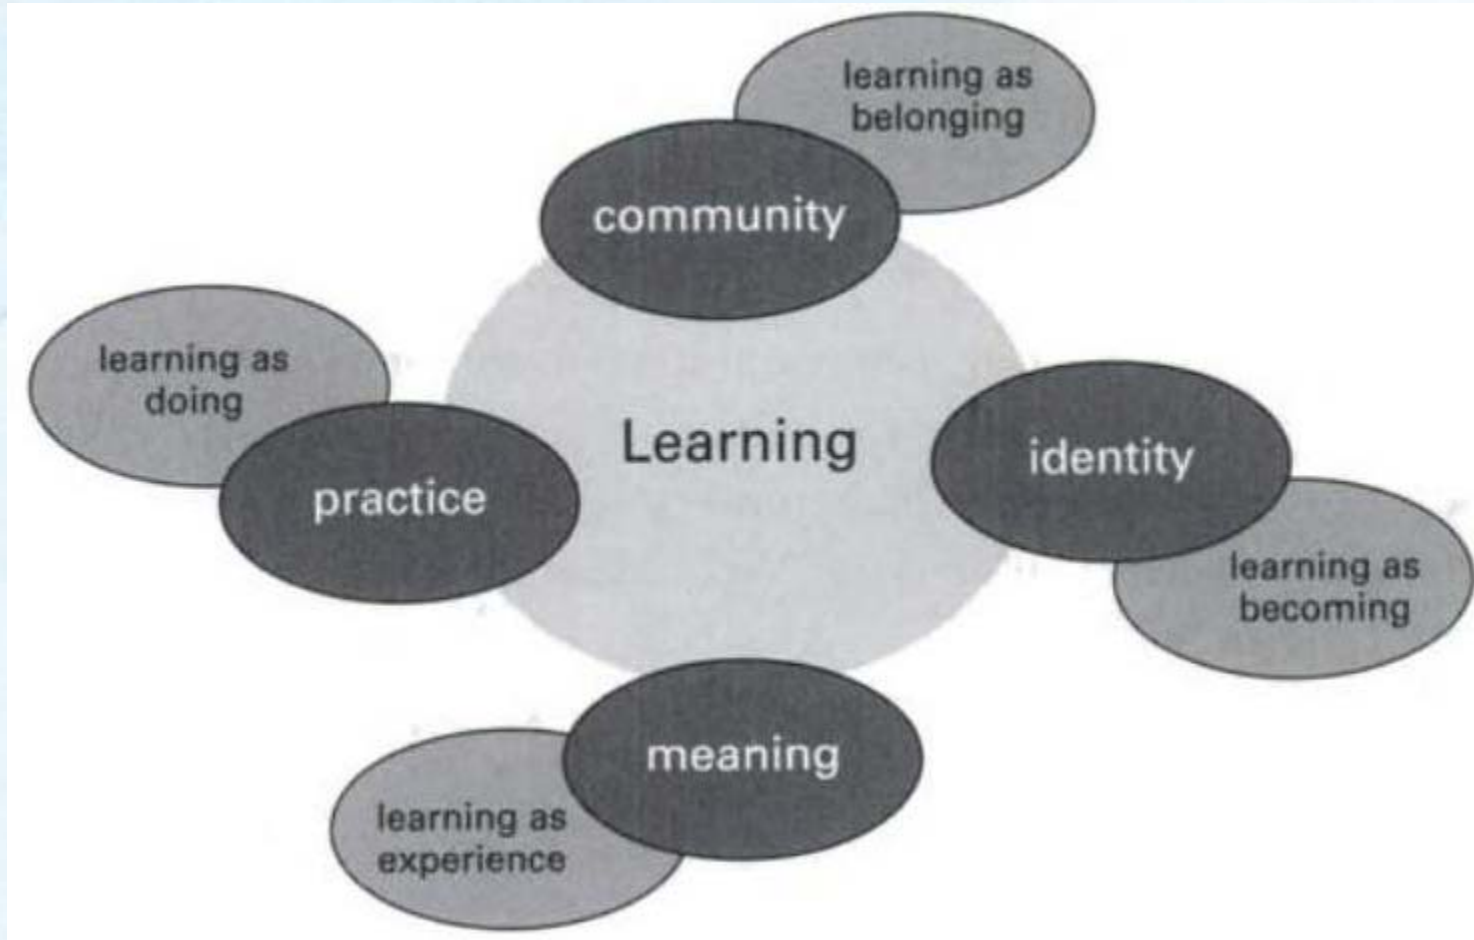 learning as
belonging
community
learning as
doing
practice
Learning
identity
learning as
becoming
meaning
learning as
experience